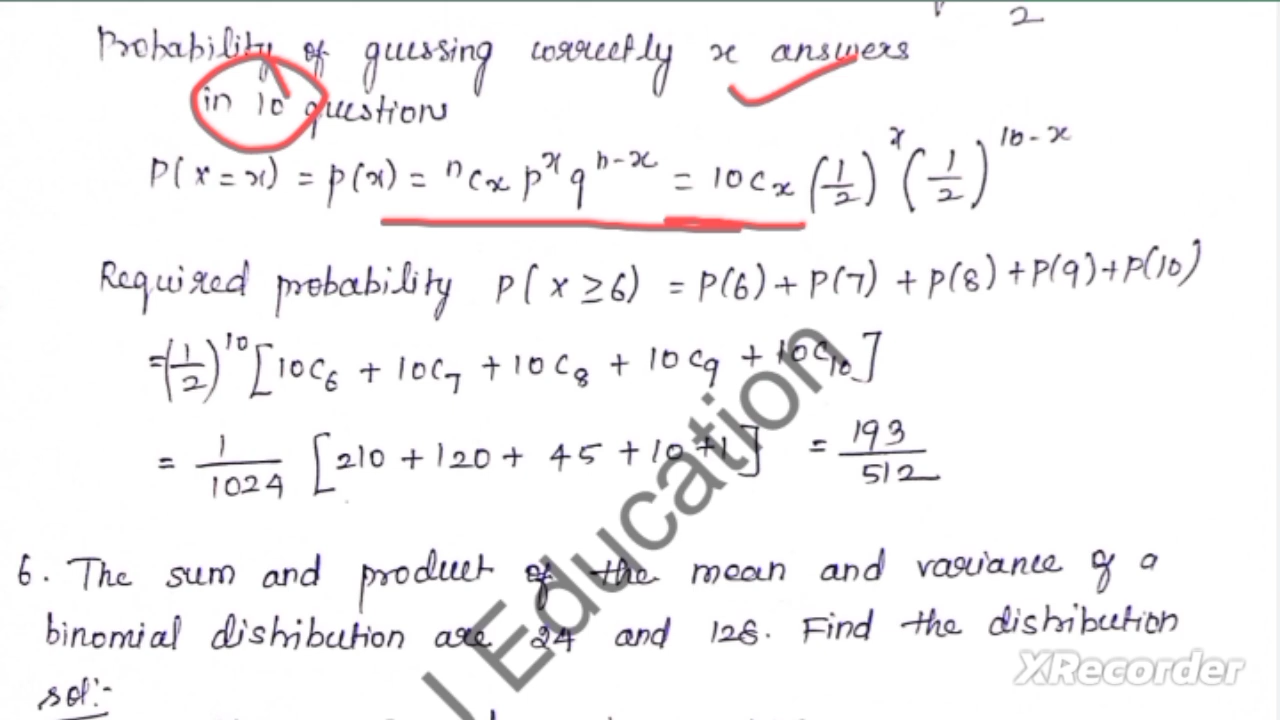 2
Probability of guessing correctly x answers
in 10 questions
P(x=x) = p(x) = ⁿCx pˣ qⁿ⁻ˣ = 10Cx (1/2)ˣ (1/2)¹⁰⁻ˣ
Required probability P(x≥6) = P(6)+P(7)+P(8)+P(9)+P(10)
=(1/2)¹⁰ [10C₆ + 10C₇ + 10C₈ + 10C₉ + 10C₁₀]
= 1/1024 [210 + 120 + 45 + 10 + 1] = 193/512
6. The sum and product of the mean and variance of a
binomial distribution are 24 and 128. Find the distribution
sol:-
Education
XRecorder